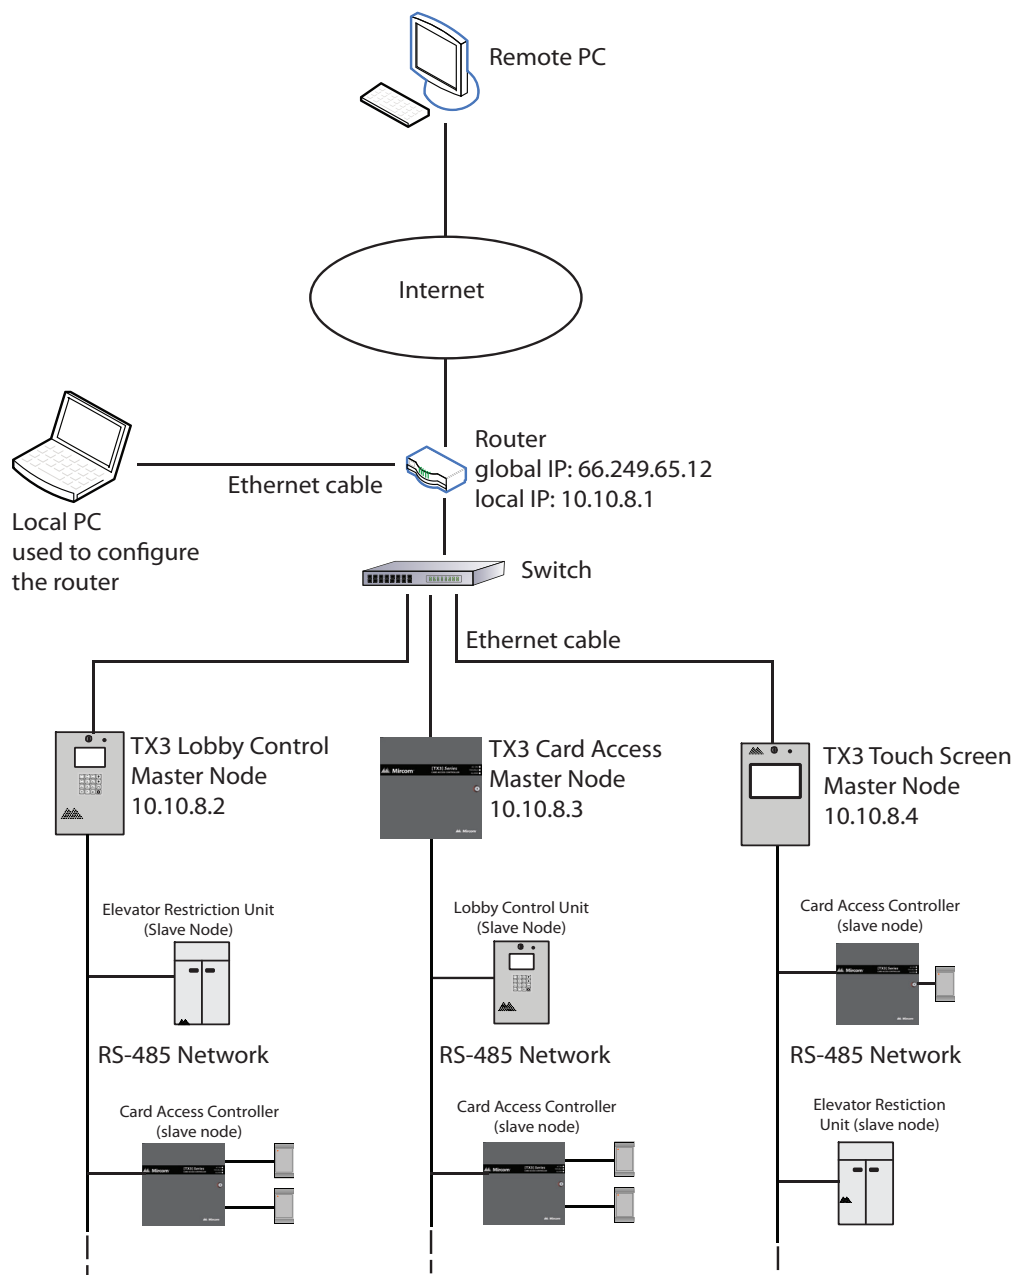 Remote PC
Internet
Router
global IP: 66.249.65.12
local IP: 10.10.8.1
Ethernet cable
Local PC
used to configure
the router
Switch
Ethernet cable
TX3 Lobby Control
Master Node
10.10.8.2
Mircom
TX3 Card Access
Master Node
10.10.8.3
TX3 Touch Screen
Master Node
10.10.8.4
Elevator Restriction Unit
(Slave Node)
Lobby Control Unit
(Slave Node)
Card Access Controller
(slave node)
Mircom
RS-485 Network
RS-485 Network
RS-485 Network
Card Access Controller
(slave node)
Mircom
Card Access Controller
(slave node)
Mircom
Elevator Restiction
Unit (slave node)